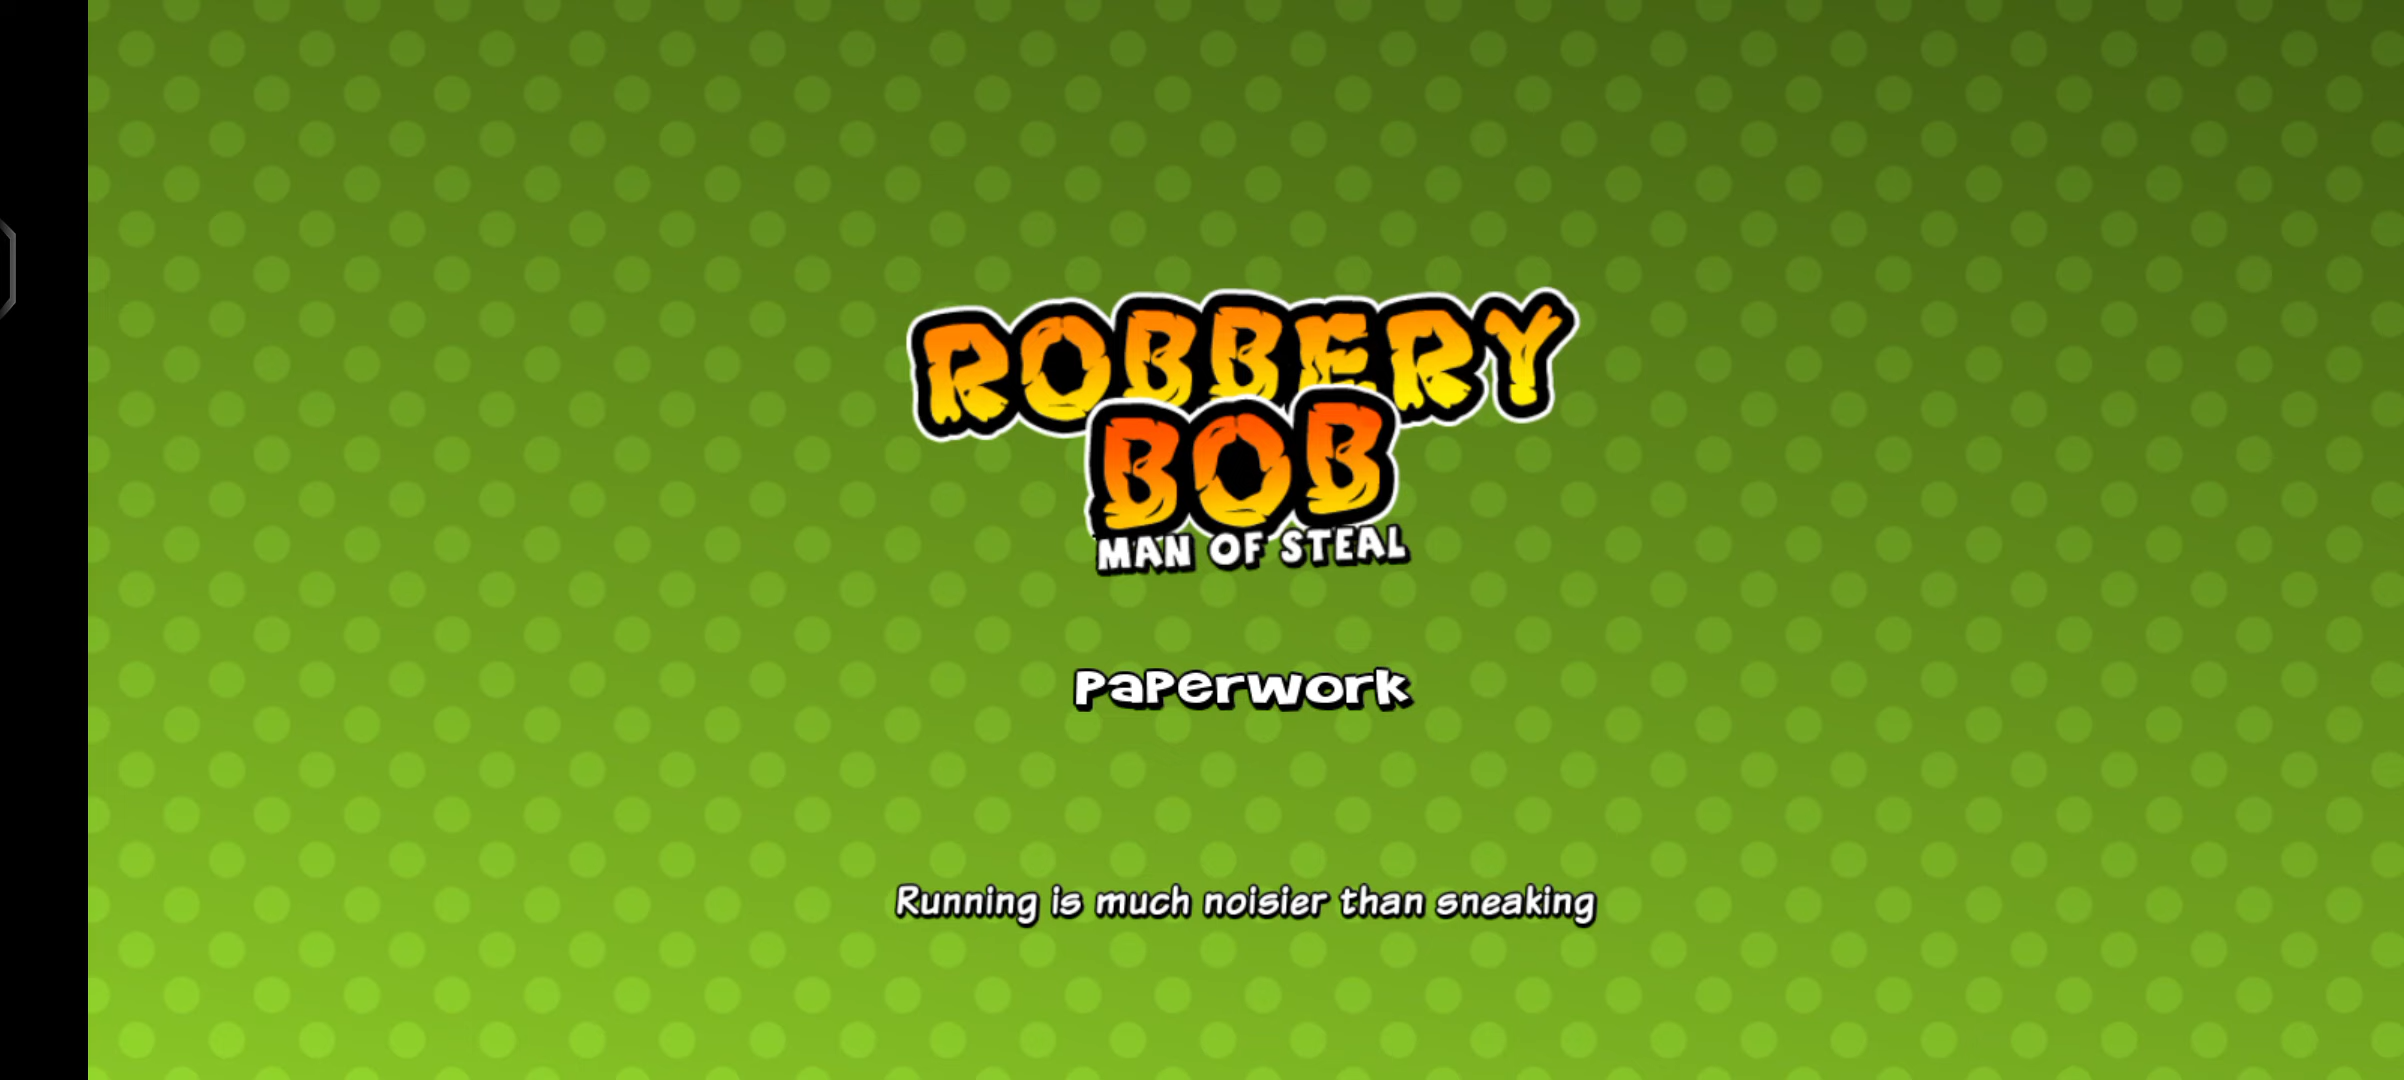 ROBBERY
BOB
MAN OF STEAL
Paperwork
Running is much noisier than sneaking